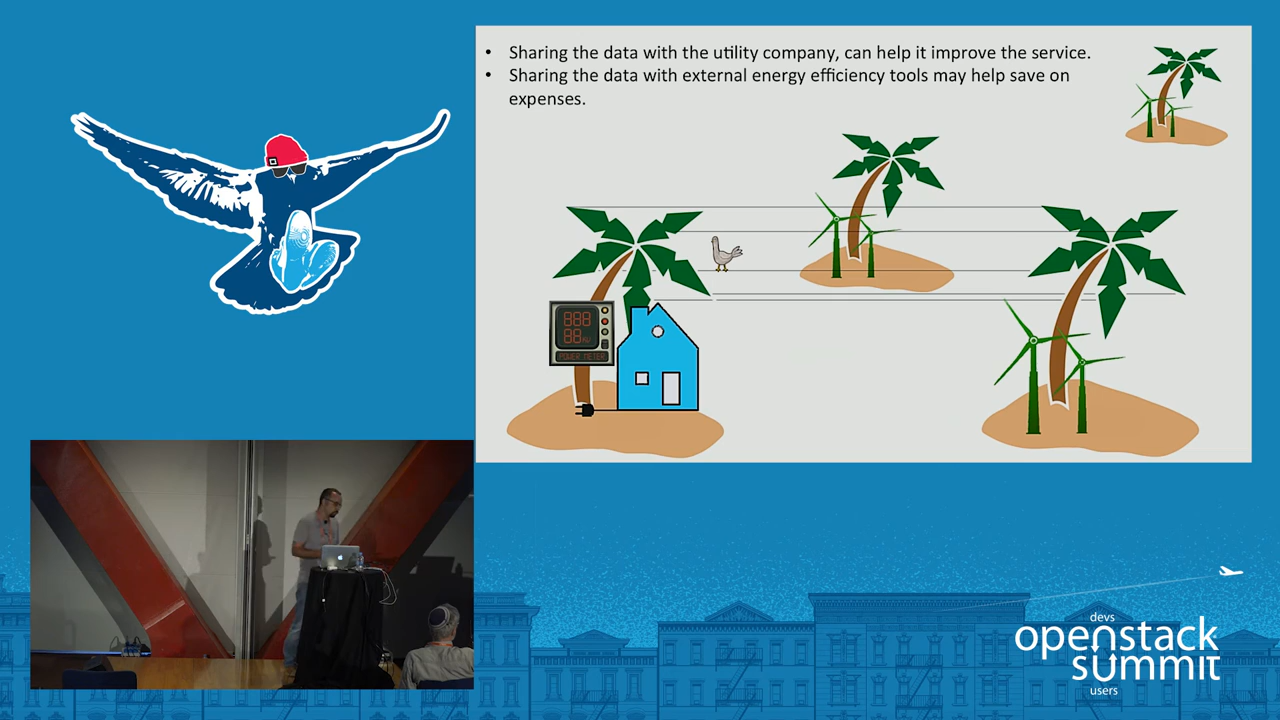 • Sharing the data with the utility company, can help it improve the service.
• Sharing the data with external energy efficiency tools may help save on
expenses.
888
88
POWER METER
devs
openstack
summit
users